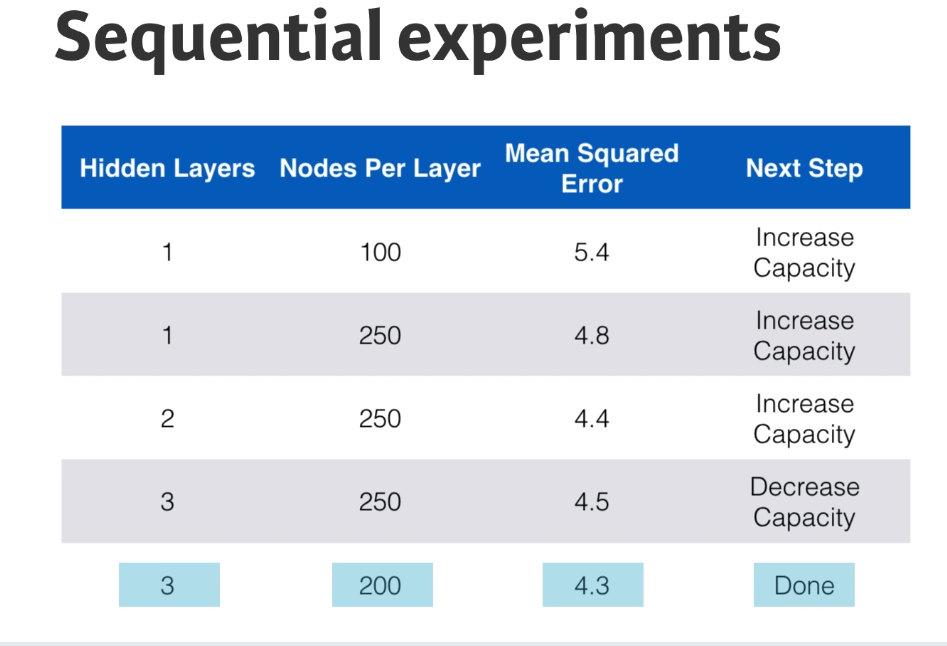 Sequential experiments
Hidden Layers Nodes Per Layer Mean Squared Error Next Step
1 100 5.4 Increase Capacity
1 250 4.8 Increase Capacity
2 250 4.4 Increase Capacity
3 250 4.5 Decrease Capacity
3 200 4.3 Done